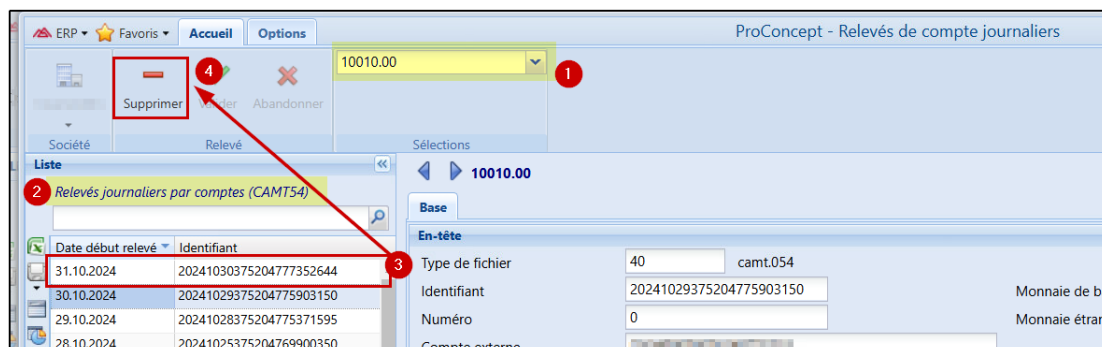 ERP Favoris Accueil Options ProConcept - Relevés de compte journaliers
10010.00
1
4
Supprimer Abandonner
Société Relevé Sélections
Liste
10010.00
2 Relevés journaliers par comptes (CAMT54)
Base
En-tête
Date début relevé Identifiant
Type de fichier 40 camt.054
31.10.2024 20241030375204777352644 3
Identifiant 20241029375204775903150 Monnaie de b
30.10.2024 20241029375204775903150
Numéro 0 Monnaie étran
29.10.2024 20241028375204775371595
28.10.2024 20241025375204769900350
Compte externe